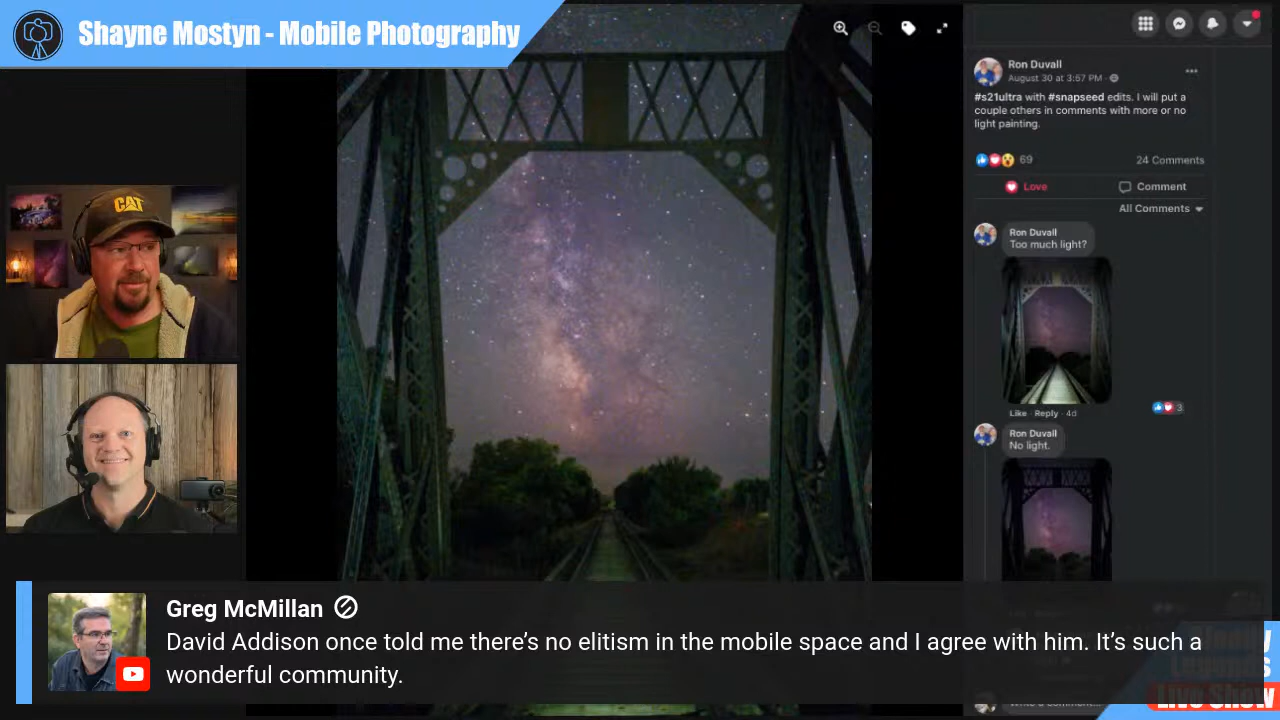 Shayne Mostyn - Mobile Photography
CAT
Ron Duvall
August 30 at 3:57 PM ·
#s21ultra with #snapseed edits. I will put a
couple others in comments with more or no
light painting.
69
24 Comments
Love
Comment
All Comments
Ron Duvall
Too much light?
Like · Reply · 4d
3
Ron Duvall
No light.
Greg McMillan
David Addison once told me there’s no elitism in the mobile space and I agree with him. It’s such a
wonderful community.
Live Show